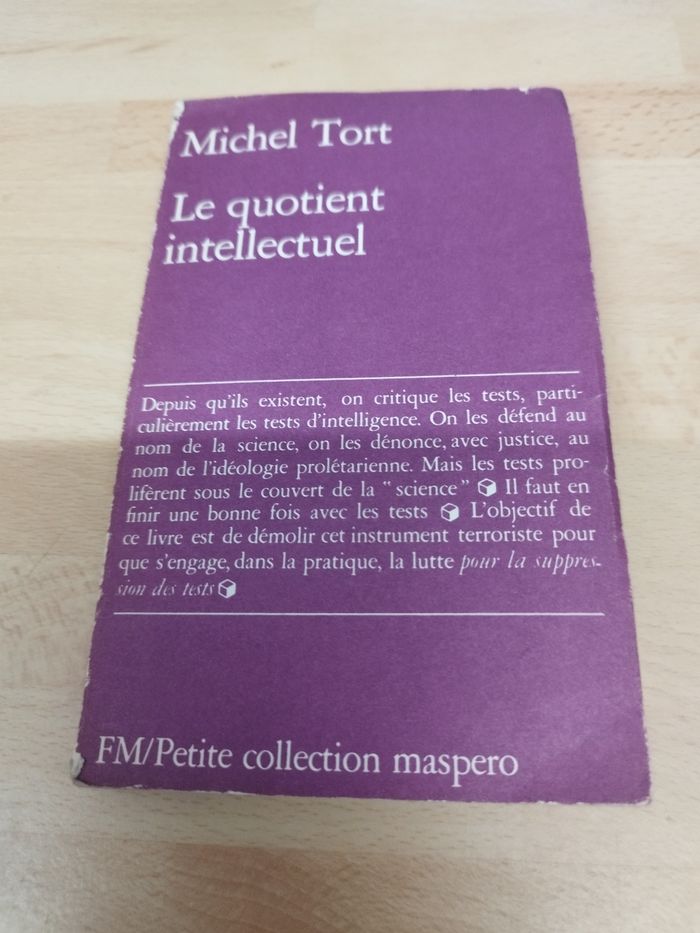 Michel Tort
Le quotient
intellectuel
Depuis qu'ils existent, on critique les tests, parti-
culièrement les tests d'intelligence. On les défend au
nom de la science, on les dénonce, avec justice, au
nom de l'idéologie prolétarienne. Mais les tests pro-
lifèrent sous le couvert de la "science" Il faut en
finir une bonne fois avec les tests L'objectif de
ce livre est de démolir cet instrument terroriste pour
que s'engage, dans la pratique, la lutte pour la suppres-
sion des tests
FM/Petite collection maspero